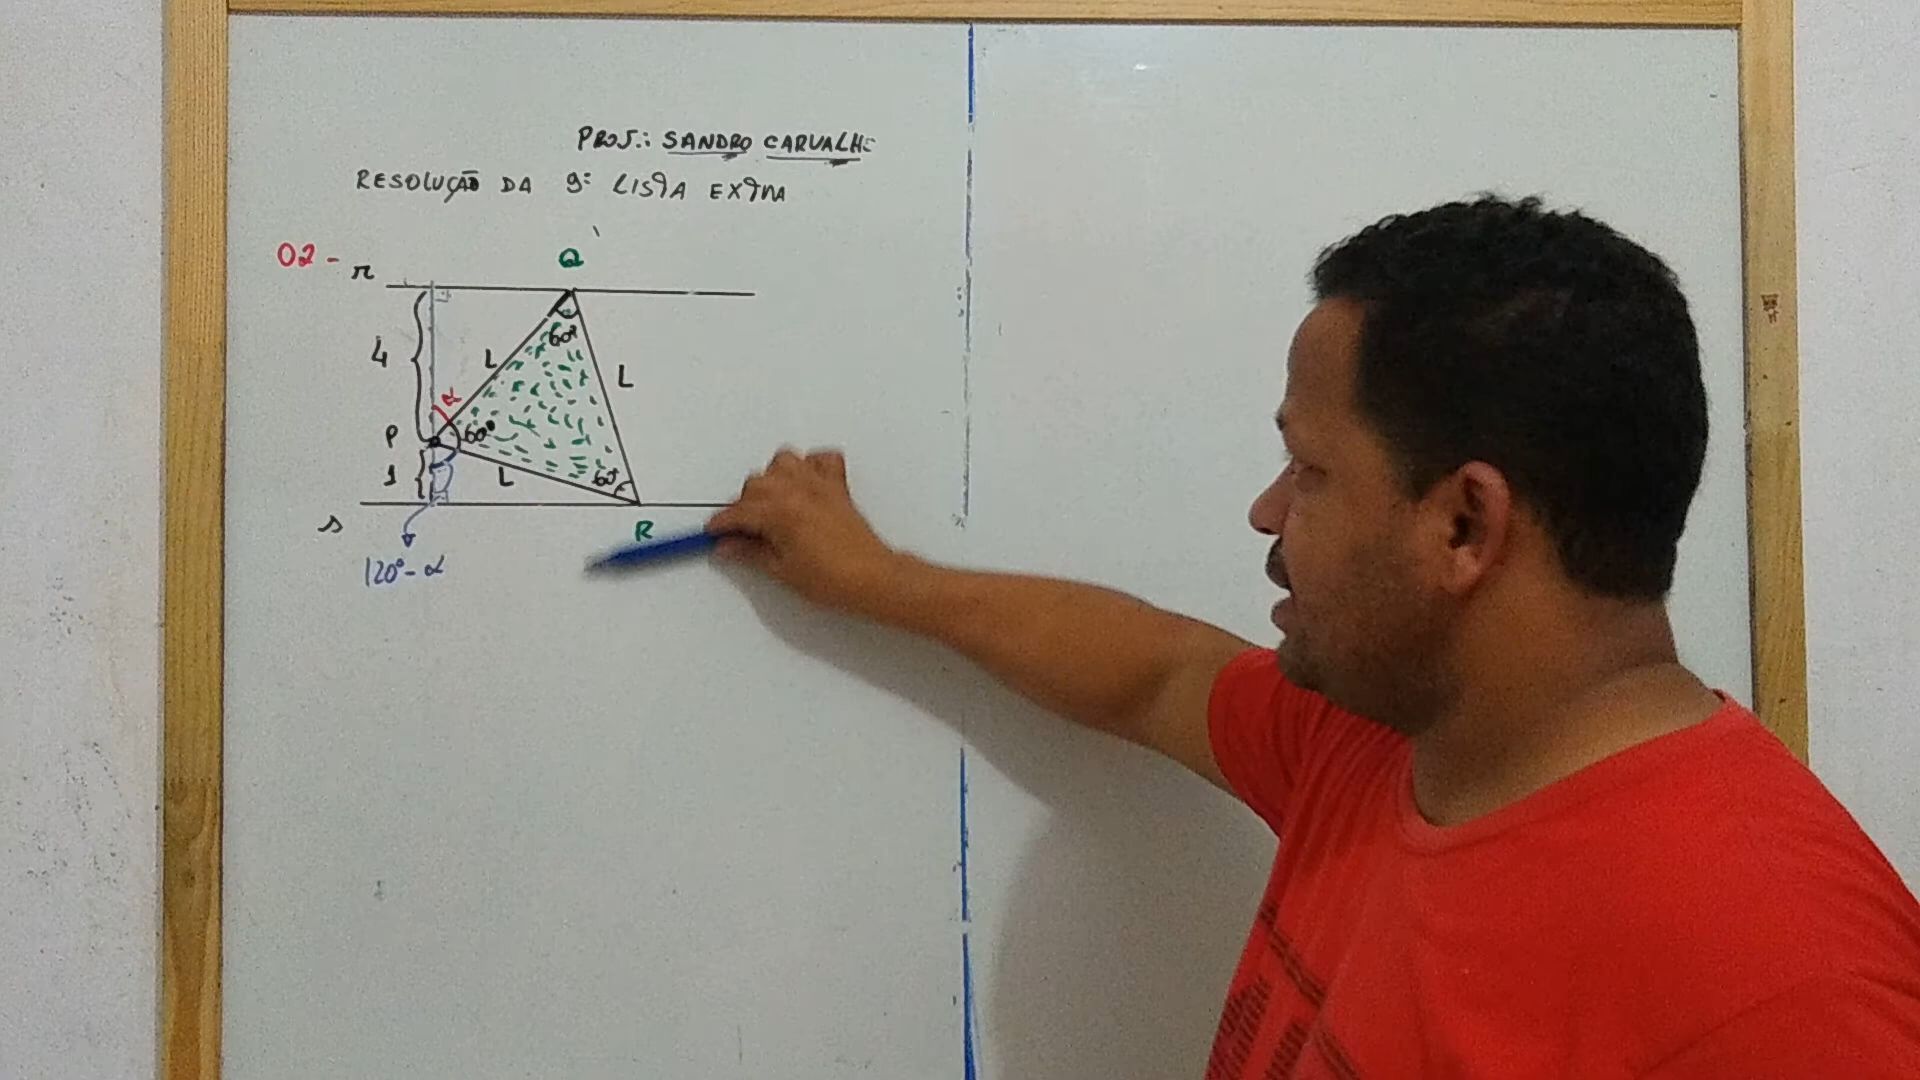 PROF.: SANDRO CARVALHO
RESOLUÇÃO DA 9ª LISTA EXTRA
02 - r
Q
60°
4
L
L
α
P
60°
1
L
60°
s
R
120° - α